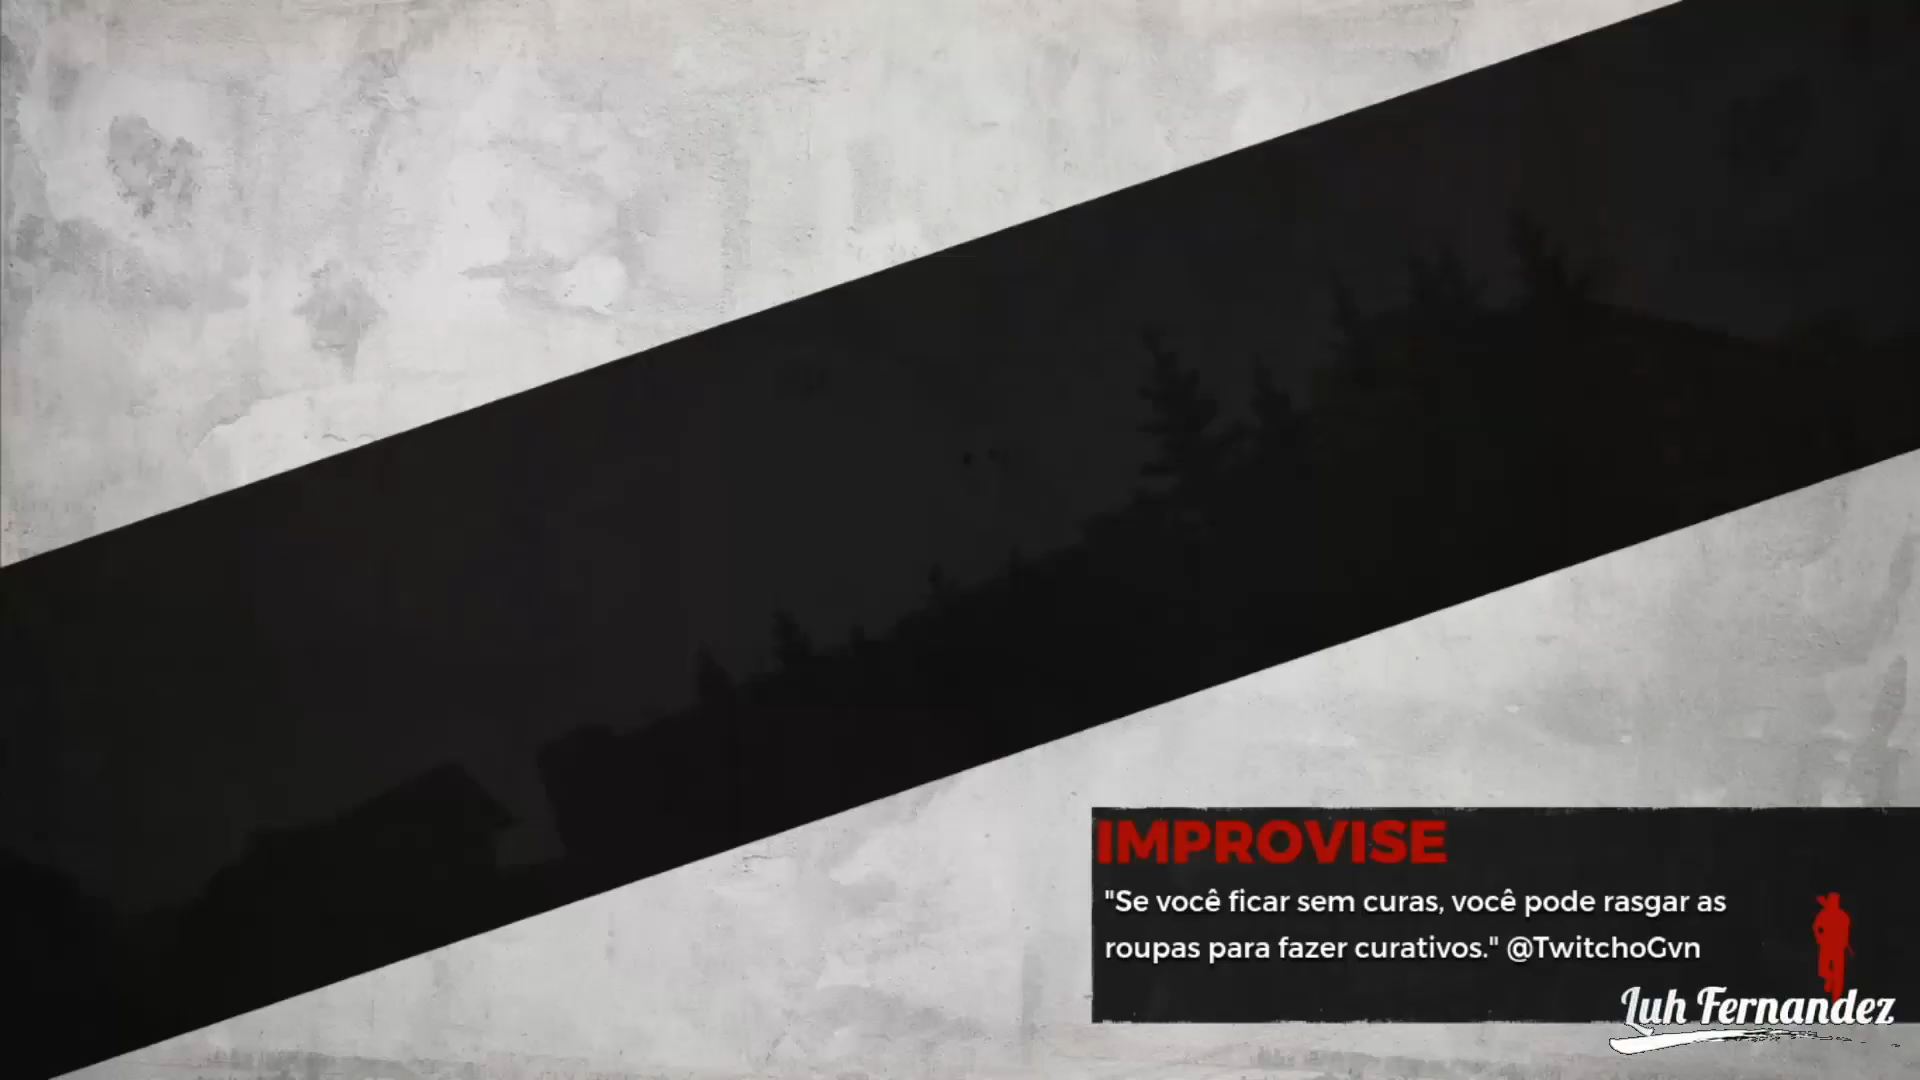 IMPROVISE
"Se você ficar sem curas, você pode rasgar as
roupas para fazer curativos." @TwitchoGvn
Luh Fernandez